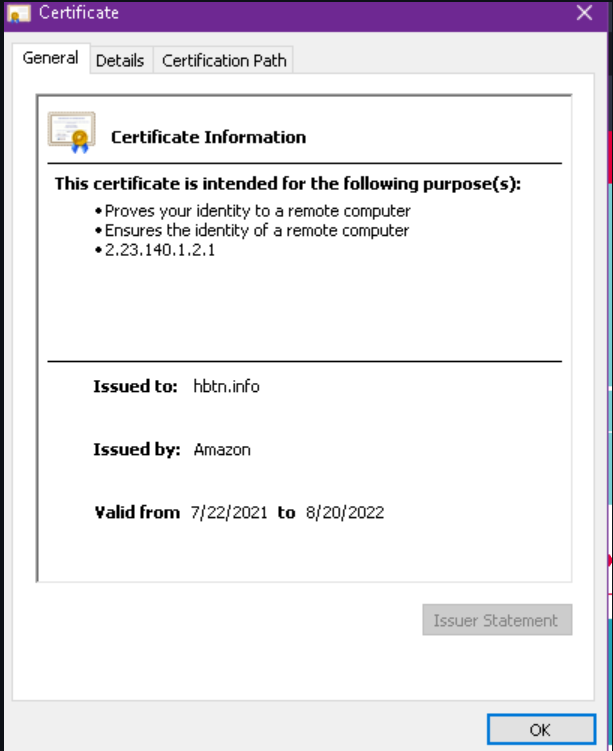 Certificate
General Details Certification Path
Certificate Information
This certificate is intended for the following purpose(s):
• Proves your identity to a remote computer
• Ensures the identity of a remote computer
• 2.23.140.1.2.1
Issued to: hbtn.info
Issued by: Amazon
Valid from 7/22/2021 to 8/20/2022
Issuer Statement
OK